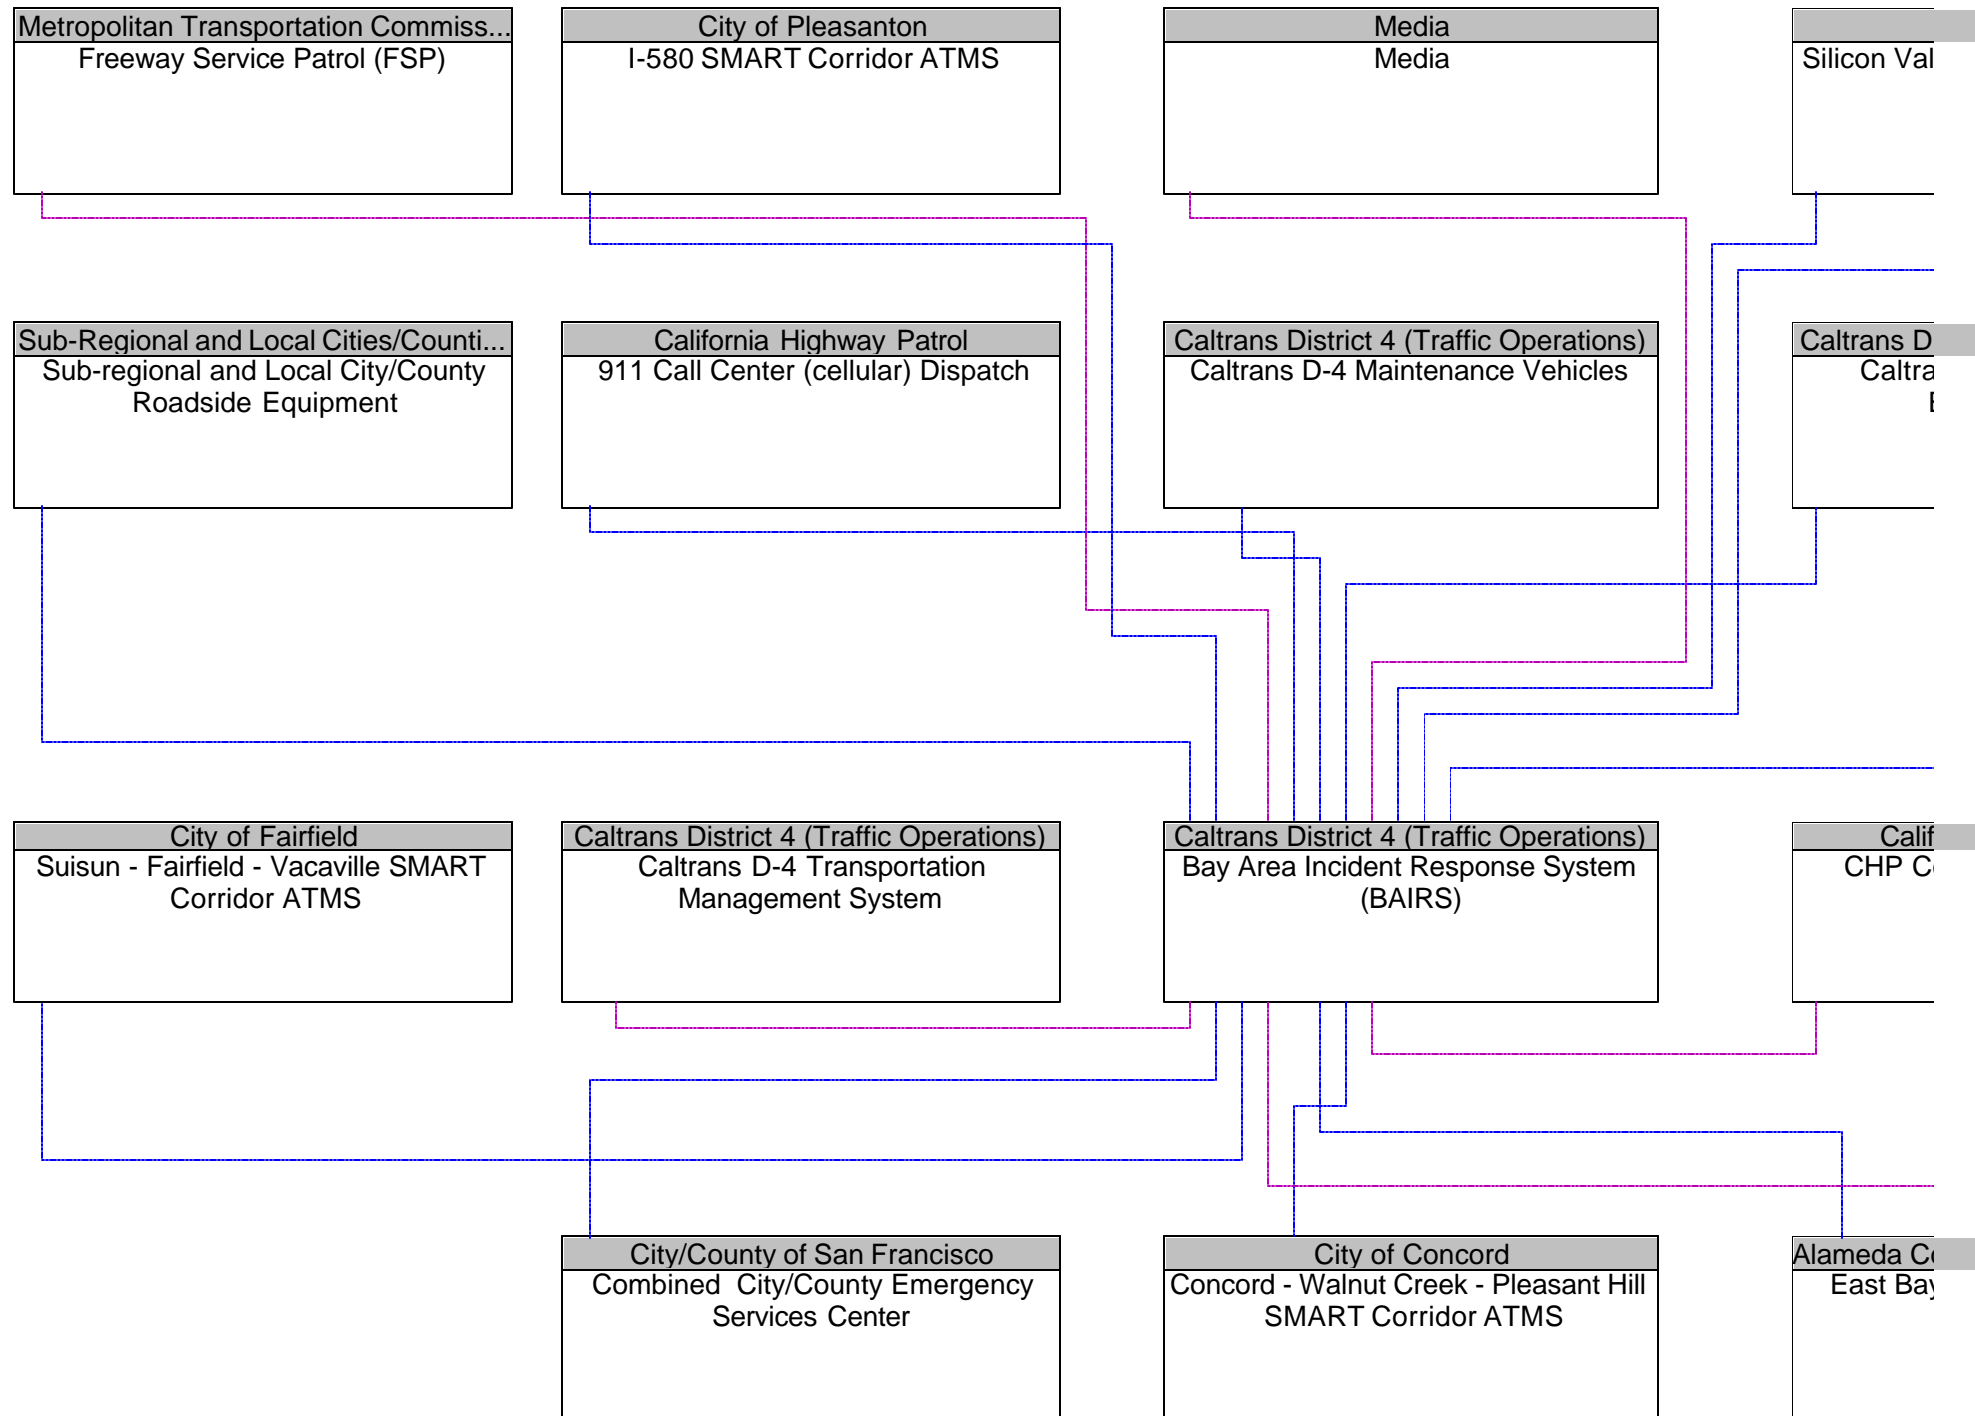 Metropolitan Transportation Commiss...
Freeway Service Patrol (FSP)
City of Pleasanton
I-580 SMART Corridor ATMS
Media
Media
Silicon Val
Sub-Regional and Local Cities/Counti...
Sub-regional and Local City/County
Roadside Equipment
California Highway Patrol
911 Call Center (cellular) Dispatch
Caltrans District 4 (Traffic Operations)
Caltrans D-4 Maintenance Vehicles
Caltrans D
Caltra
City of Fairfield
Suisun - Fairfield - Vacaville SMART
Corridor ATMS
Caltrans District 4 (Traffic Operations)
Caltrans D-4 Transportation
Management System
Caltrans District 4 (Traffic Operations)
Bay Area Incident Response System
(BAIRS)
Calif
CHP C
City/County of San Francisco
Combined City/County Emergency
Services Center
City of Concord
Concord - Walnut Creek - Pleasant Hill
SMART Corridor ATMS
Alameda C
East Bay